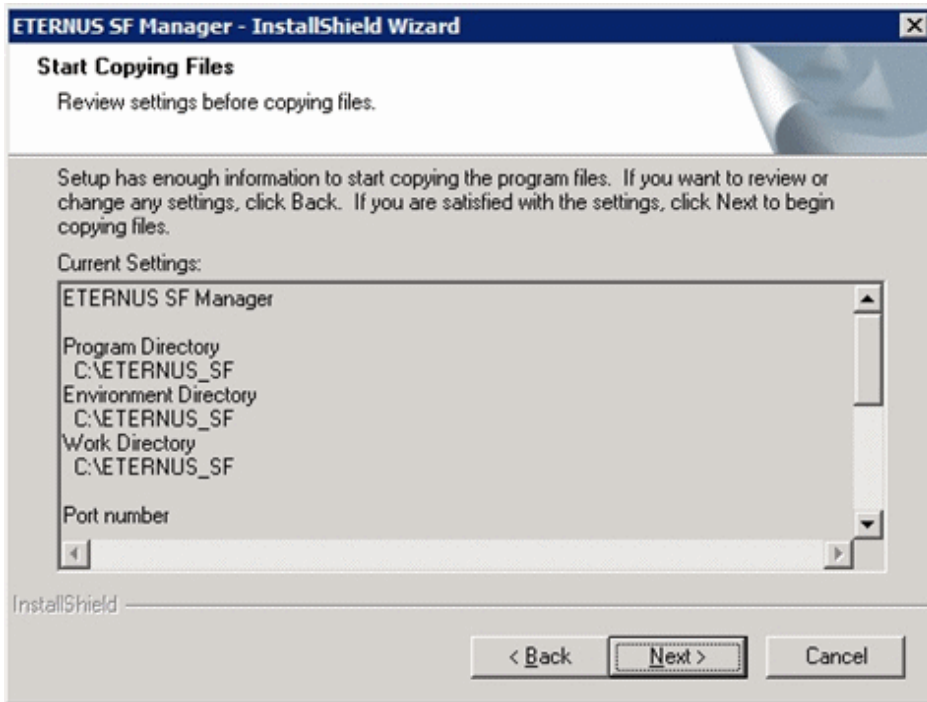 ETERNUS SF Manager - InstallShield Wizard
Start Copying Files
Review settings before copying files.
Setup has enough information to start copying the program files. If you want to review or
change any settings, click Back. If you are satisfied with the settings, click Next to begin
copying files.
Current Settings:
ETERNUS SF Manager
Program Directory
C:\ETERNUS_SF
Environment Directory
C:\ETERNUS_SF
Work Directory
C:\ETERNUS_SF
Port number
InstallShield
< Back Next > Cancel